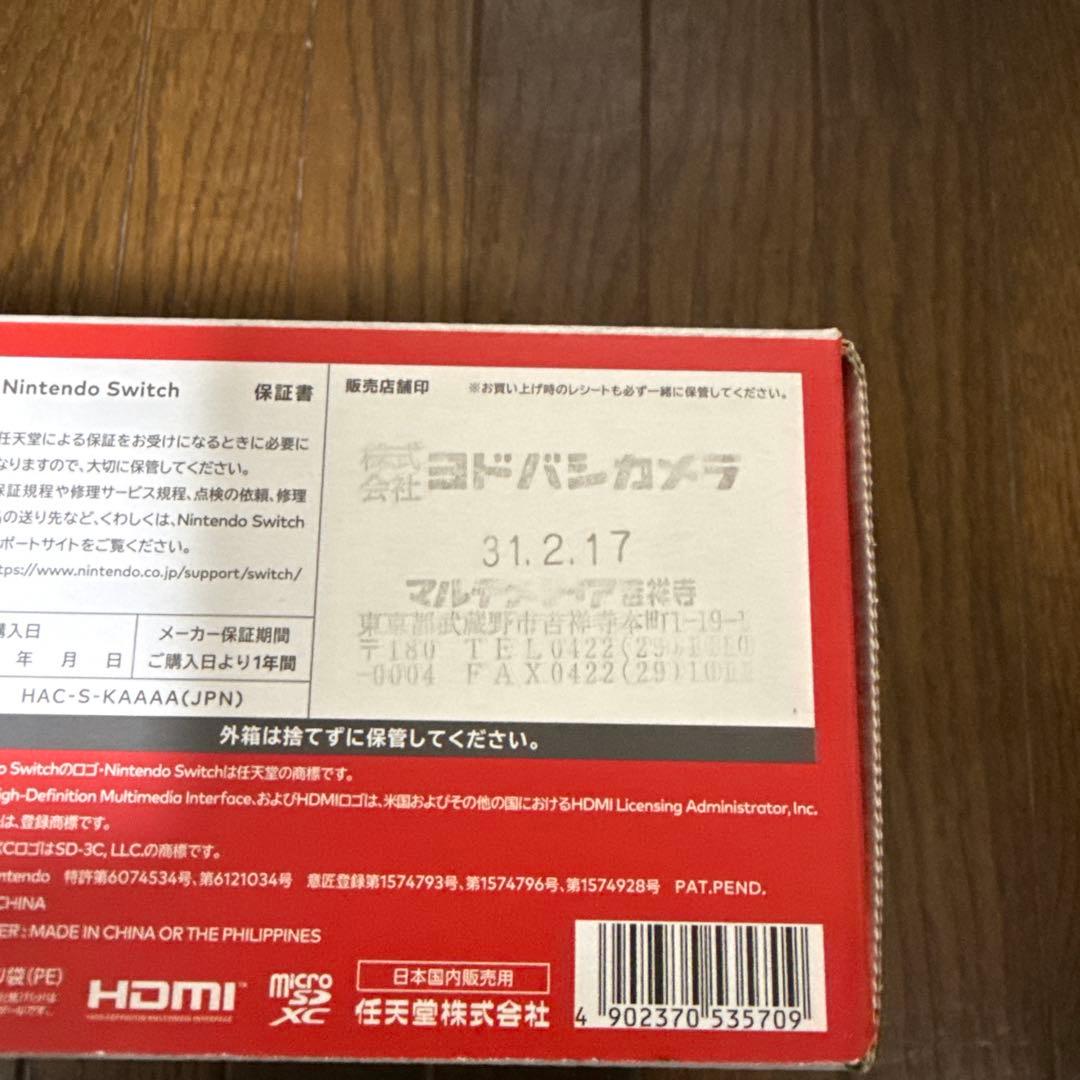 Nintendo Switch 保証書
任天堂による保証をお受けになるときに必要に
なりますので、大切に保管してください。
保証規程や修理サービス規程、点検の依頼、修理
の送り先など、くわしくは、Nintendo Switch
ポートサイトをご覧ください。
tps://www.nintendo.co.jp/support/switch/
購入日
年 月 日
メーカー保証期間
ご購入日より1年間
HAC-S-KAAAA(JPN)
販売店舗印 ※お買い上げ時のレシートも必ず一緒に保管してください。
株式会社ヨドバシカメラ
31.2.17
マルチメディア吉祥寺
東京都武蔵野市吉祥寺本町1-19-1
〒180 TEL0422(29)
-0004 FAX0422(29)
外箱は捨てずに保管してください。
o Switchのロゴ・Nintendo Switchは任天堂の商標です。
igh-Definition Multimedia Interface、およびHDMIロゴは、米国およびその他の国におけるHDMI Licensing Administrator, Inc.
は、登録商標です。
XCロゴはSD-3C, LLC.の商標です。
ntendo 特許第6074534号、第6121034号 意匠登録第1574793号、第1574796号、第1574928号 PAT.PEND.
CHINA
ER : MADE IN CHINA OR THE PHILIPPINES
リ袋(PE)
HDMI
HIGH-DEFINITION MULTIMEDIA INTERFACE
micro SD XC
日本国内販売用
任天堂株式会社
4 902370 535709